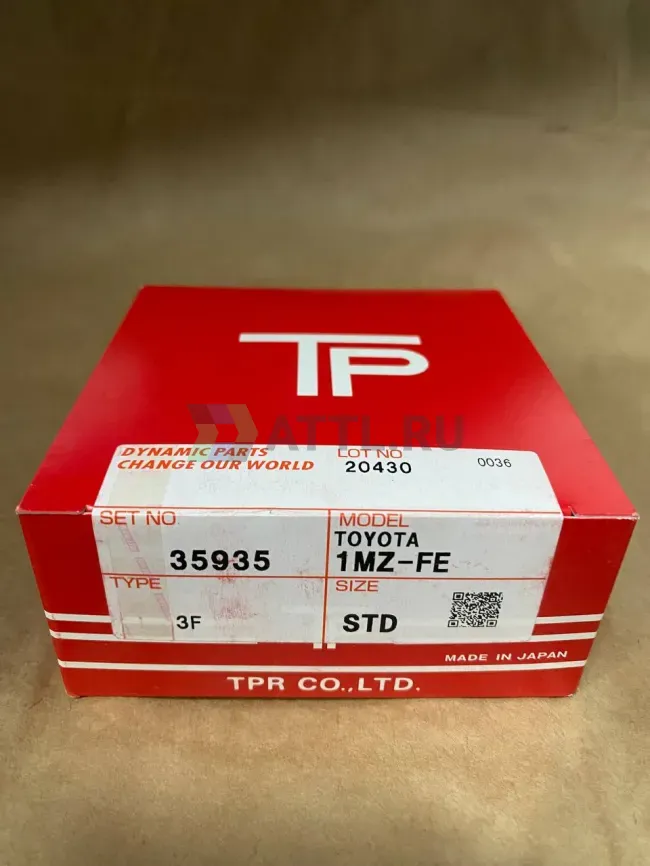 TP
ATTL.RU
DYNAMIC PARTS
CHANGE OUR WORLD
LOT NO
20430
0036
SET NO.
35935
MODEL
TOYOTA
1MZ-FE
TYPE
3F
SIZE
STD
MADE IN JAPAN
TPR CO.,LTD.